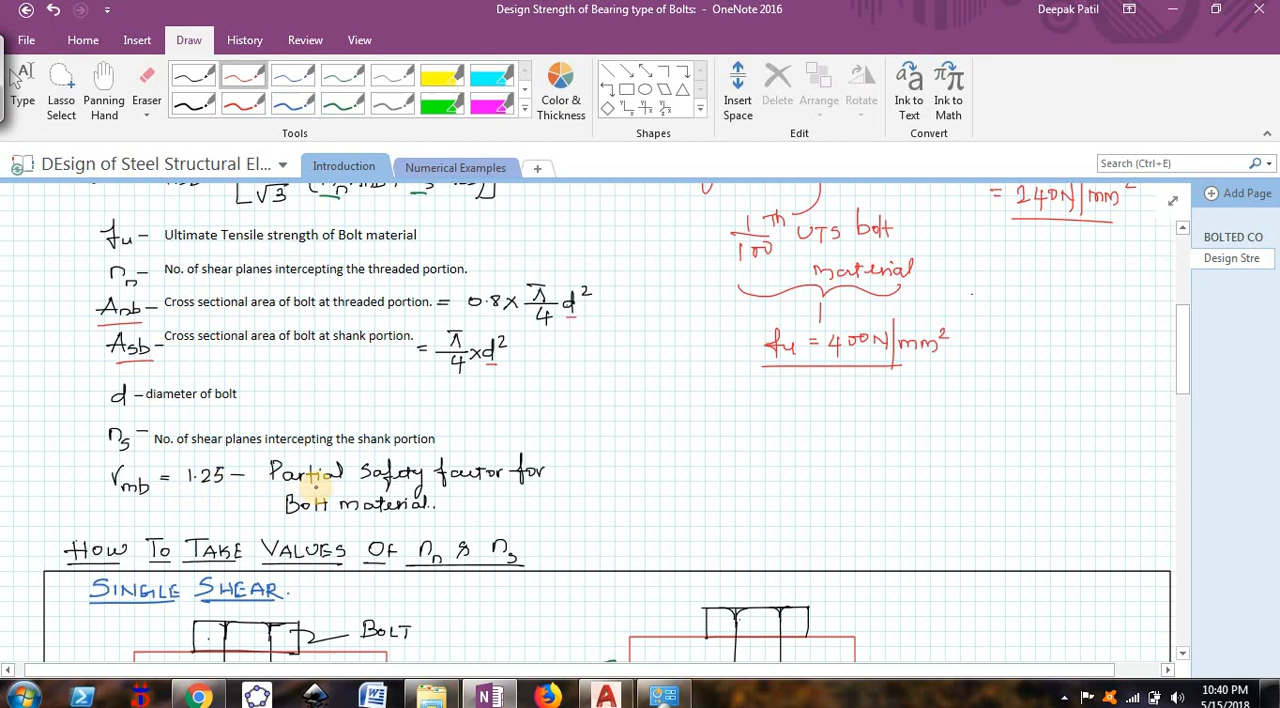 Design Strength of Bearing type of Bolts: - OneNote 2016
Deepak Patil
File Home Insert Draw History Review View
Type
Lasso Select
Panning Hand
Eraser
Color & Thickness
Insert Space
Delete
Arrange
Rotate
Ink to Text
Ink to Math
Tools
Shapes
Edit
Convert
DEsign of Steel Structural El...
Introduction
Numerical Examples
Search (Ctrl+E)
Add Page
BOLTED CO
Design Stre
= 240N/mm²
1/100 th UTS bolt
material
fu = 400N/mm²
fu – Ultimate Tensile strength of Bolt material
nn – No. of shear planes intercepting the threaded portion.
Anb – Cross sectional area of bolt at threaded portion. = 0.8 × π/4 d²
Asb – Cross sectional area of bolt at shank portion. = π/4 × d²
d – diameter of bolt
ns – No. of shear planes intercepting the shank portion
γmb = 1.25 – Partial Safety factor for
Bolt material.
HOW TO TAKE VALUES OF nn & ns
SINGLE SHEAR.
BOLT
10:40 PM
5/15/2018